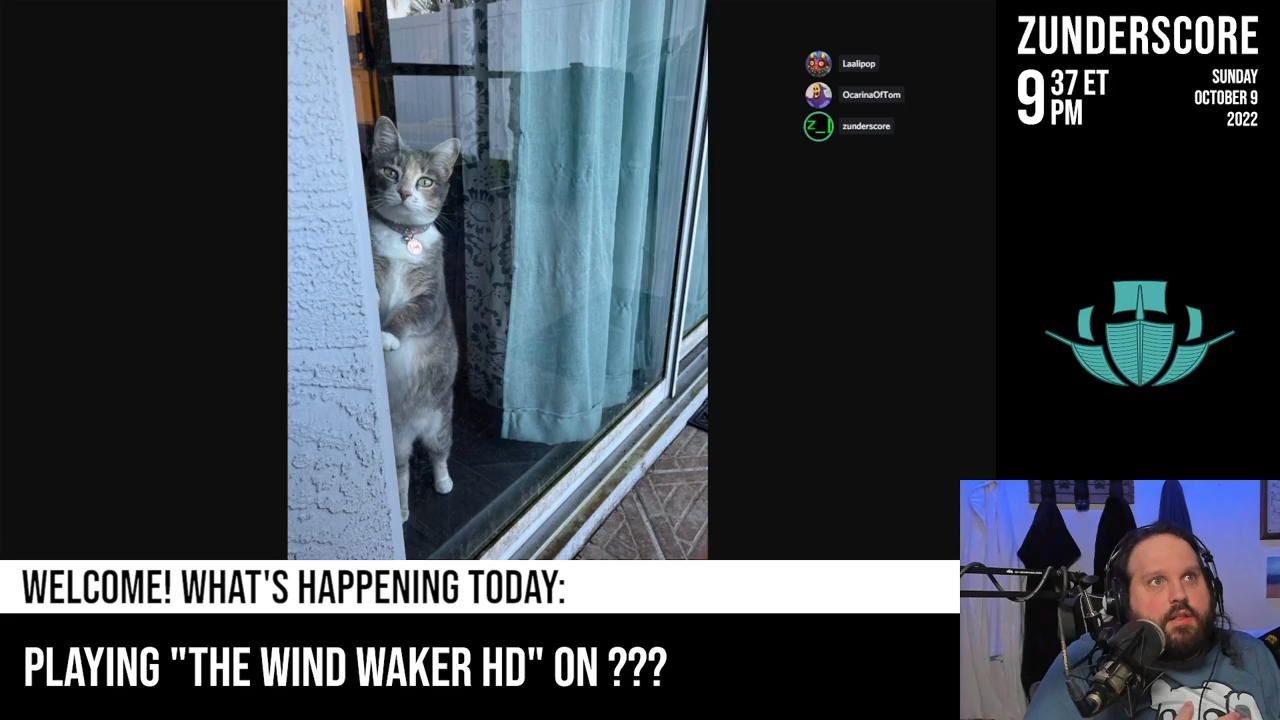 Laalipop
OcarinaOfTom
z_
zunderscore
ZUNDERSCORE
9 37 ET
PM
SUNDAY
OCTOBER 9
2022
WELCOME! WHAT'S HAPPENING TODAY:
PLAYING "THE WIND WAKER HD" ON ???